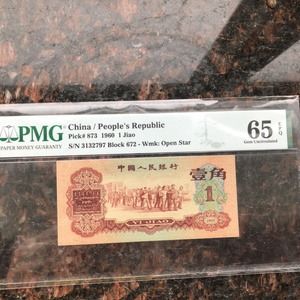 PMG
PAPER MONEY GUARANTY
China / People's Republic
Pick# 873 1960 1 Jiao
S/N 3132797 Block 672 - Wmk: Open Star
65 EPQ
Gem Uncirculated
中國人民銀行
壹角
1
YI JIAO